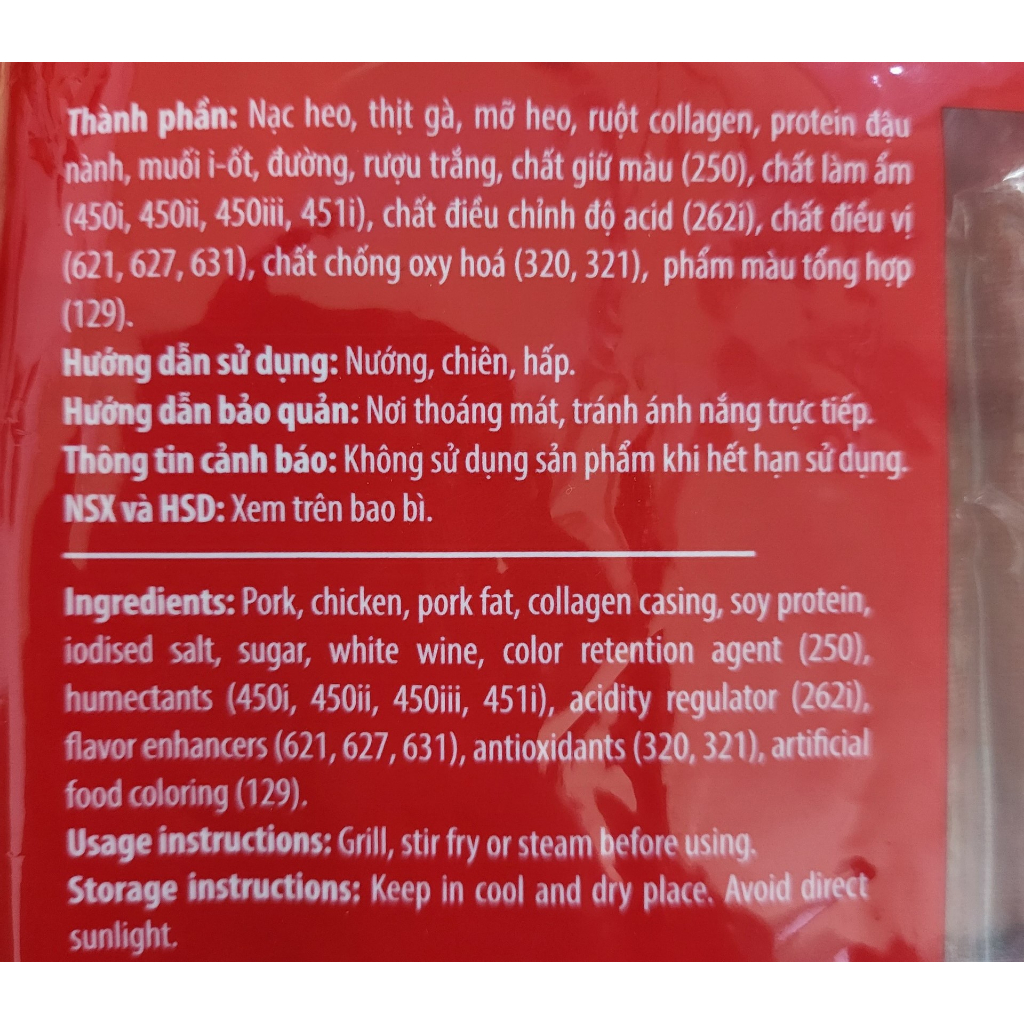 Thành phần: Nạc heo, thịt gà, mỡ heo, ruột collagen, protein đậu
nành, muối i-ốt, đường, rượu trắng, chất giữ màu (250), chất làm ẩm
(450i, 450ii, 450iii, 451i), chất điều chỉnh độ acid (262i), chất điều vị
(621, 627, 631), chất chống oxy hoá (320, 321), phẩm màu tổng hợp
(129).
Hướng dẫn sử dụng: Nướng, chiên, hấp.
Hướng dẫn bảo quản: Nơi thoáng mát, tránh ánh nắng trực tiếp.
Thông tin cảnh báo: Không sử dụng sản phẩm khi hết hạn sử dụng.
NSX và HSD: Xem trên bao bì.
Ingredients: Pork, chicken, pork fat, collagen casing, soy protein,
iodised salt, sugar, white wine, color retention agent (250),
humectants (450i, 450ii, 450iii, 451i), acidity regulator (262i),
flavor enhancers (621, 627, 631), antioxidants (320, 321), artificial
food coloring (129).
Usage instructions: Grill, stir fry or steam before using.
Storage instructions: Keep in cool and dry place. Avoid direct
sunlight.